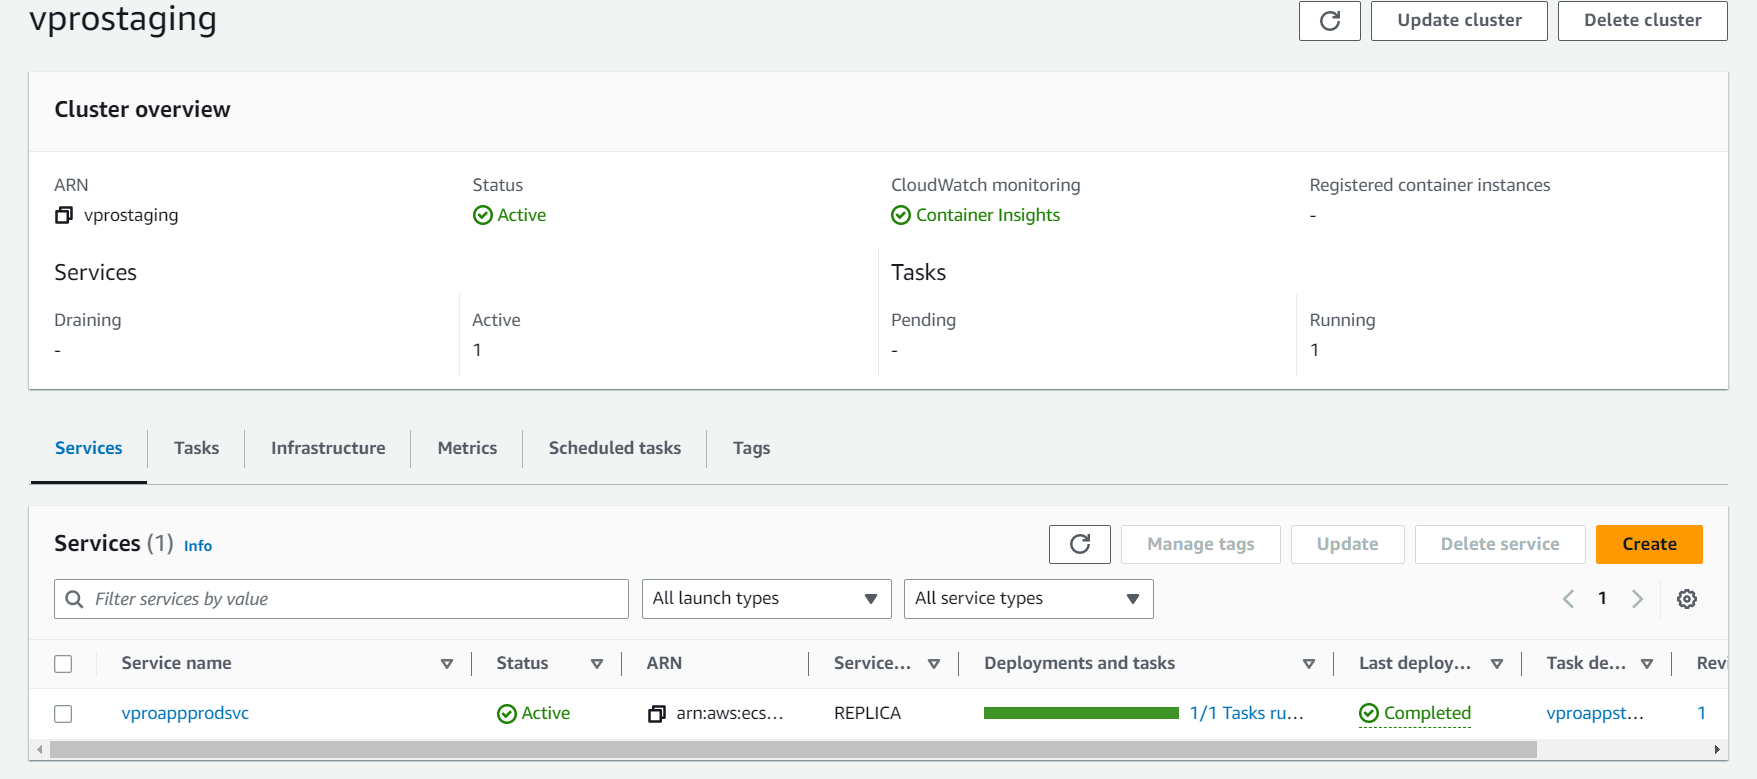 vprostaging
Update cluster
Delete cluster
Cluster overview
ARN
Status
CloudWatch monitoring
Registered container instances
vprostaging
Active
Container Insights
-
Services
Tasks
Draining
Active
Pending
Running
-
1
-
1
Services
Tasks
Infrastructure
Metrics
Scheduled tasks
Tags
Services (1) Info
Manage tags
Update
Delete service
Create
Filter services by value
All launch types
All service types
1
Service name
Status
ARN
Service...
Deployments and tasks
Last deploy...
Task de...
Revi
vproappprodsvc
Active
arn:aws:ecs...
REPLICA
1/1 Tasks ru...
Completed
vproappst...
1